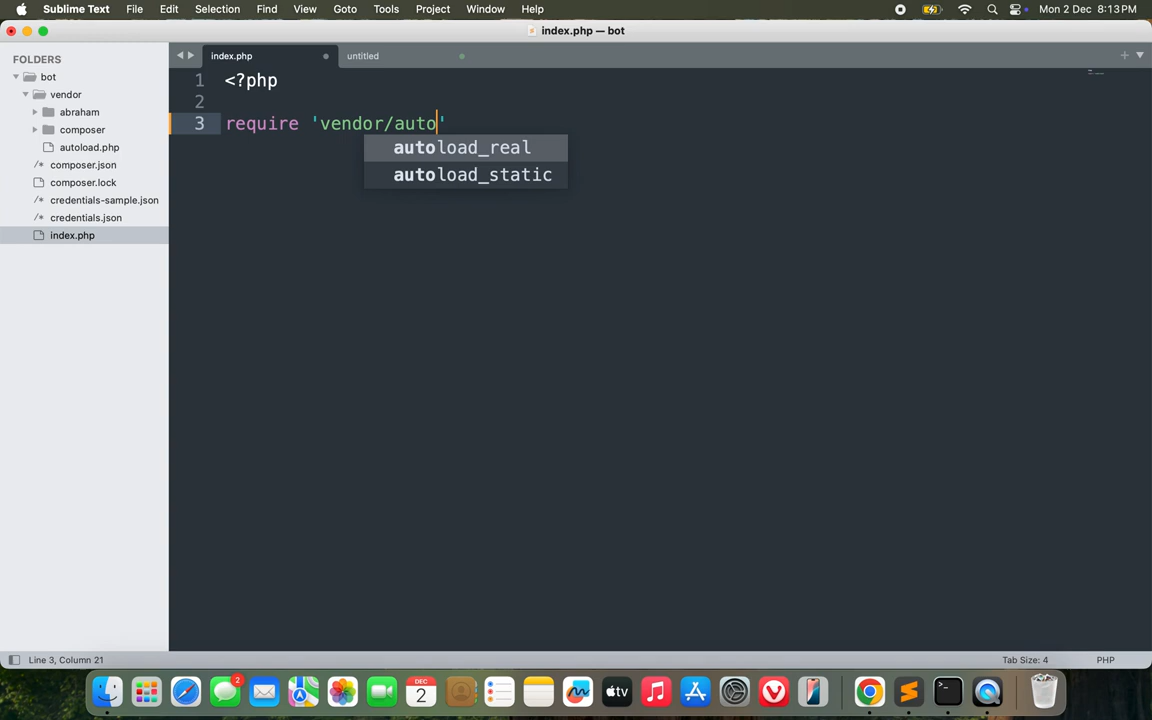 Sublime Text File Edit Selection Find View Goto Tools Project Window Help Mon 2 Dec 8:13 PM
index.php — bot
FOLDERS
bot
vendor
abraham
composer
autoload.php
composer.json
composer.lock
credentials-sample.json
credentials.json
index.php
index.php untitled
1 <?php
2
3 require 'vendor/auto'
autoload_real
autoload_static
Line 3, Column 21 Tab Size: 4 PHP
2
DEC
2
tv